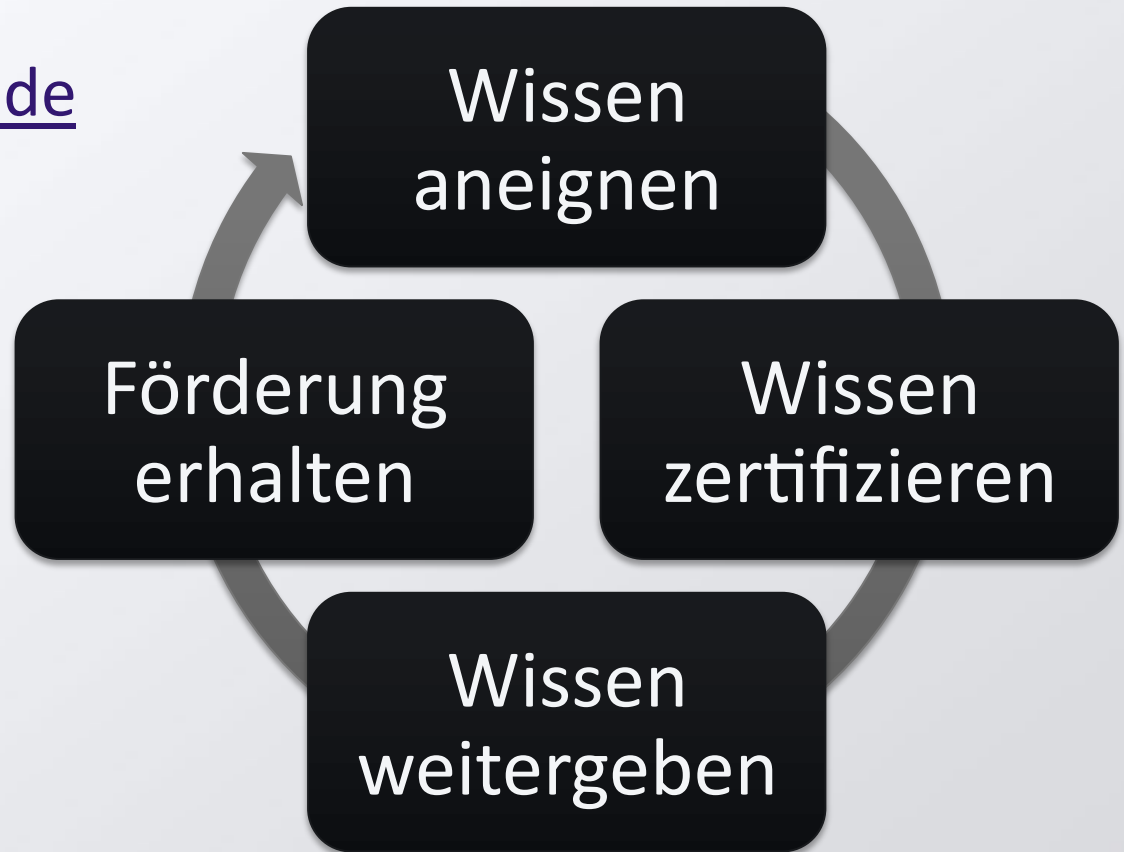 de
Wissen
aneignen
Förderung
erhalten
Wissen
zertifizieren
Wissen
weitergeben